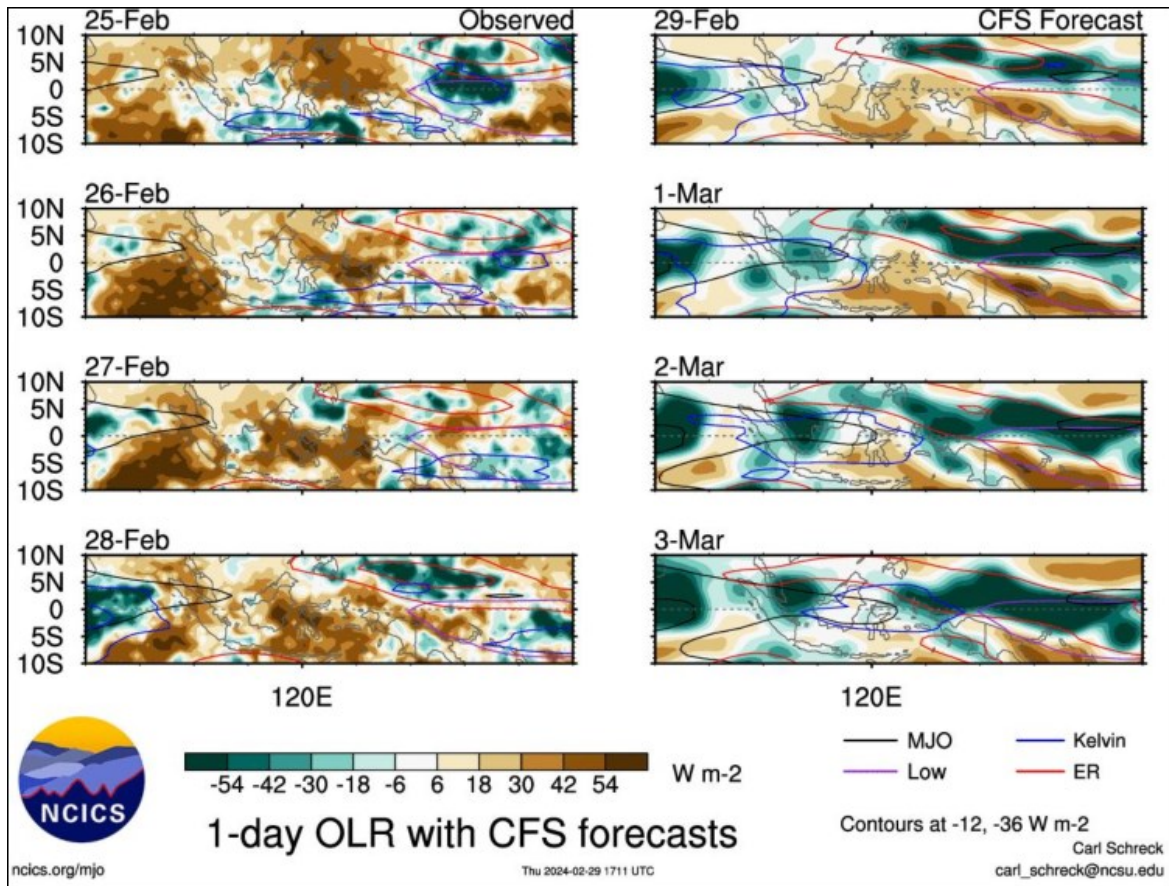 25-Feb Observed
10N
5N
0
5S
10S
26-Feb
10N
5N
0
5S
10S
27-Feb
10N
5N
0
5S
10S
28-Feb
10N
5N
0
5S
10S
120E
29-Feb CFS Forecast
1-Mar
2-Mar
3-Mar
120E
NCICS
-54 -42 -30 -18 -6 6 18 30 42 54
W m-2
MJO Kelvin
Low ER
1-day OLR with CFS forecasts
Contours at -12, -36 W m-2
Carl Schreck
ncics.org/mjo Thu 2024-02-29 1711 UTC carl_schreck@ncsu.edu